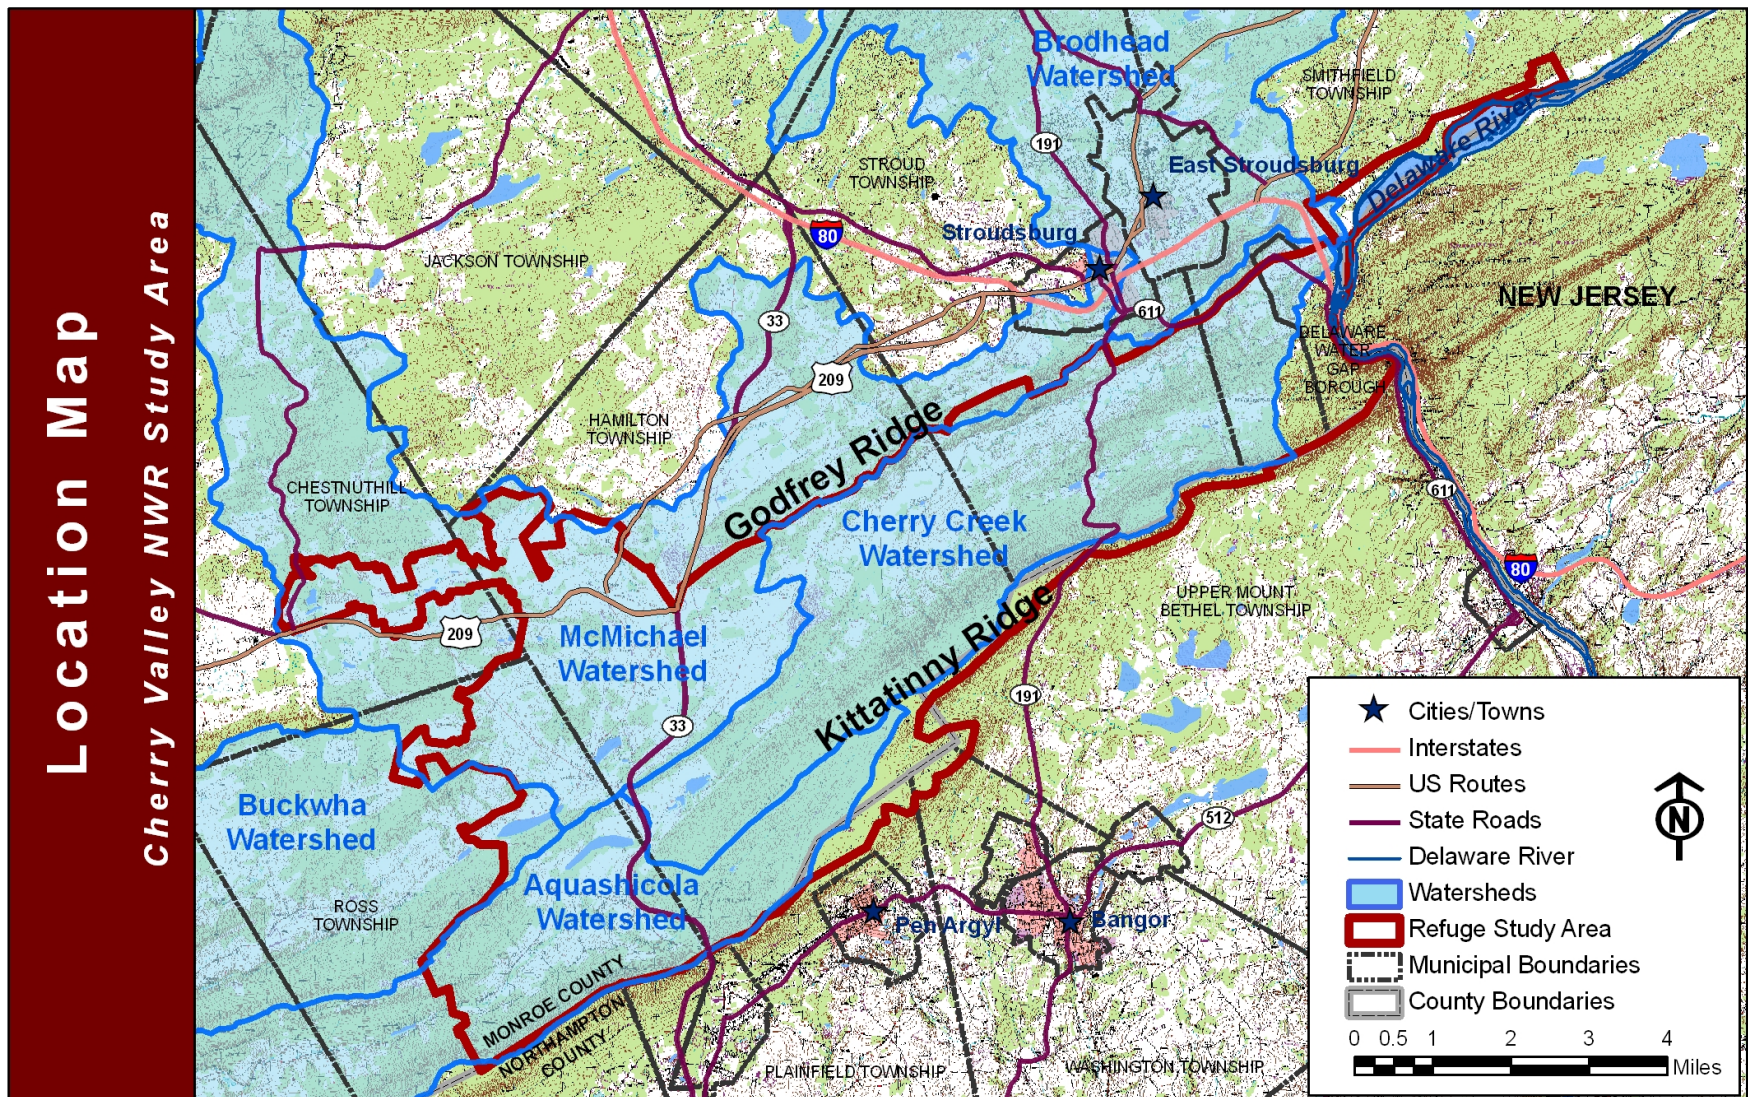 Location Map
Cherry Valley NWR Study Area
Brodhead
Watershed
SMITHFIELD
TOWNSHIP
191
East Stroudsburg
STROUD
TOWNSHIP
Delaware River
Stroudsburg
80
JACKSON TOWNSHIP
NEW JERSEY
33
611
DELAWARE
WATER
GAP
BOROUGH
209
HAMILTON
TOWNSHIP
Godfrey Ridge
CHESTNUTHILL
TOWNSHIP
611
Cherry Creek
Watershed
80
UPPER MOUNT
BETHEL TOWNSHIP
209
McMichael
Watershed
Kittatinny Ridge
191
33
Buckwha
Watershed
512
Aquashicola
Watershed
ROSS
TOWNSHIP
Pen Argyl
Bangor
MONROE COUNTY
NORTHAMPTON
COUNTY
PLAINFIELD TOWNSHIP
WASHINGTON TOWNSHIP
Cities/Towns
Interstates
US Routes
State Roads
Delaware River
Watersheds
Refuge Study Area
Municipal Boundaries
County Boundaries
N
0 0.5 1 2 3 4
Miles